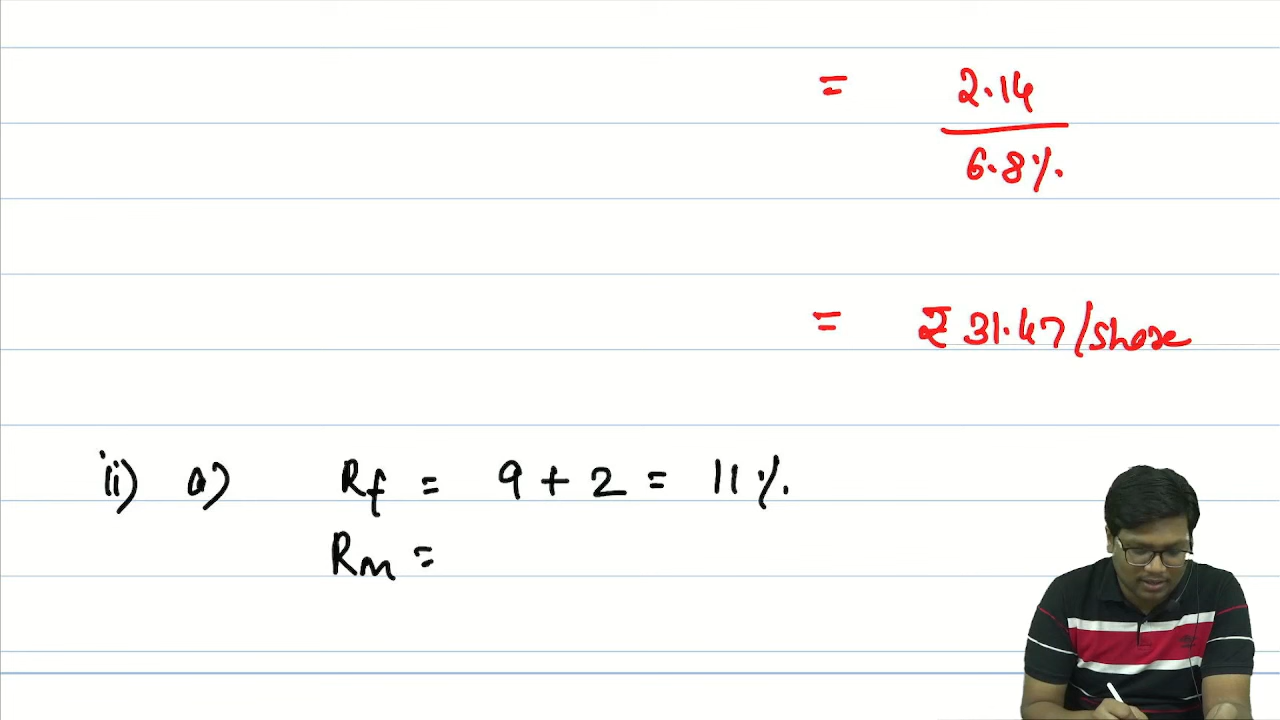 = 2.14
6.8%
= ₹ 31.47/share
ii) a) Rf = 9 + 2 = 11%
Rm =